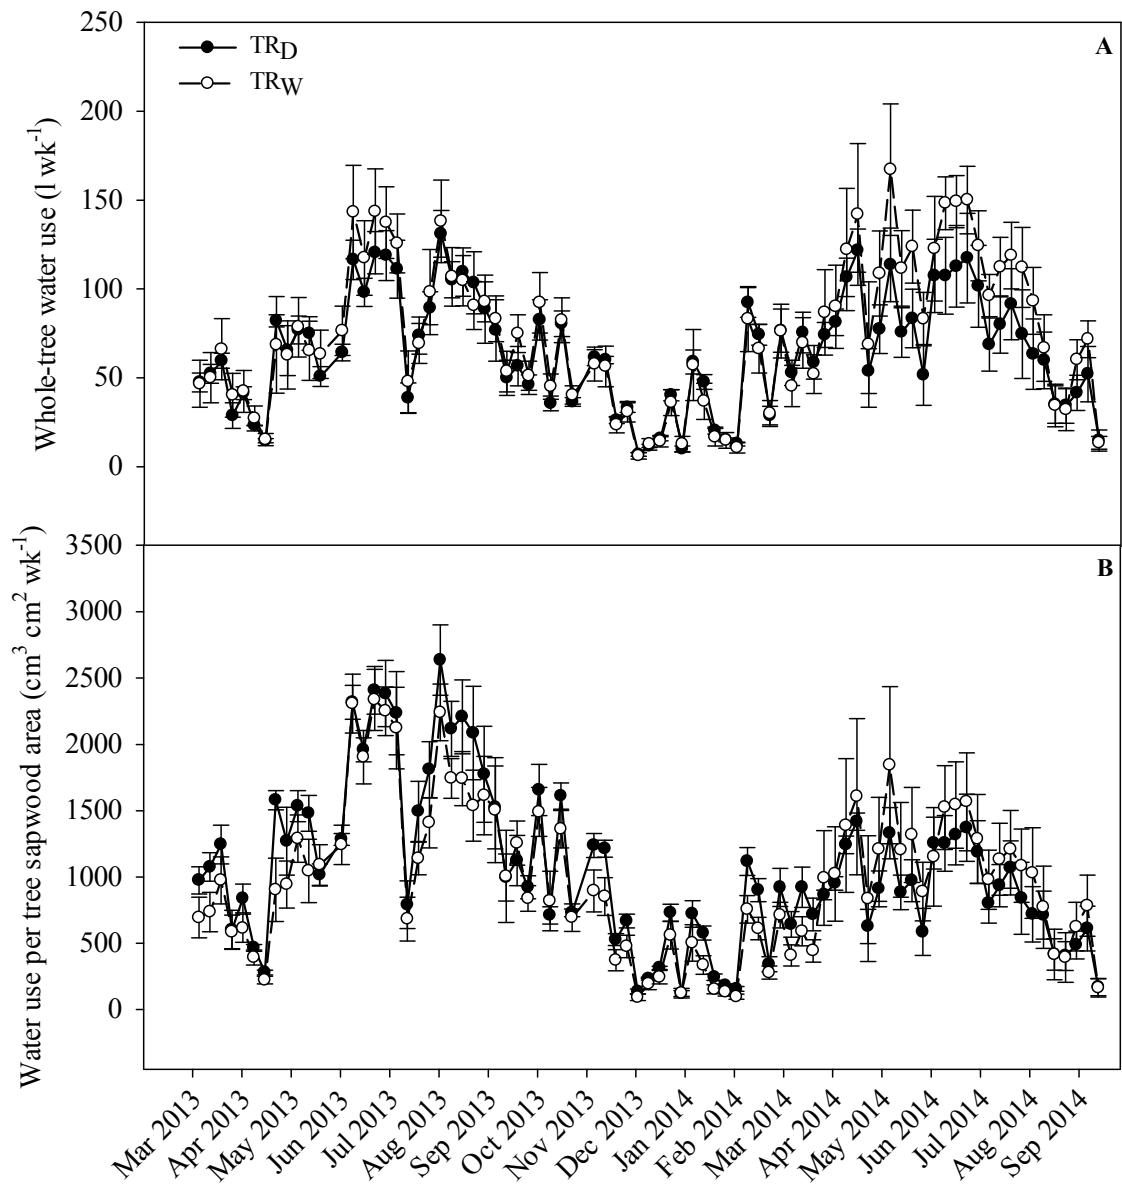 250
200
150
100
50
0
Whole-tree water use (l wk-1)
TRD
TRW
A
3500
3000
2500
2000
1500
1000
500
0
Water use per tree sapwood area (cm3 cm2 wk-1)
B
Mar 2013
Apr 2013
May 2013
Jun 2013
Jul 2013
Aug 2013
Sep 2013
Oct 2013
Nov 2013
Dec 2013
Jan 2014
Feb 2014
Mar 2014
Apr 2014
May 2014
Jun 2014
Jul 2014
Aug 2014
Sep 2014